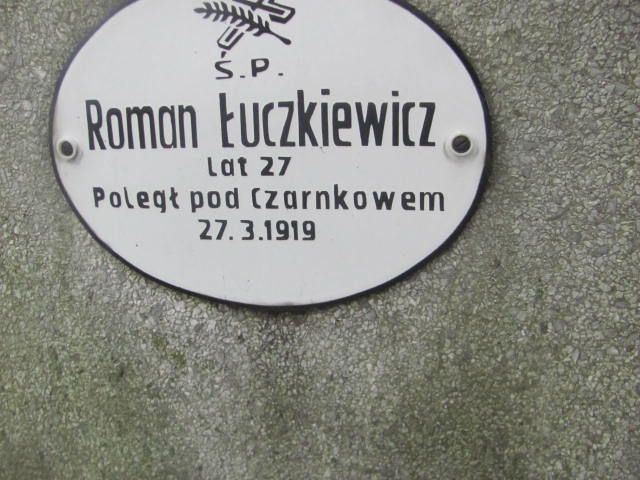 Ś.P.
Roman Łuczkiewicz
Lat 27
Poległ pod Czarnkowem
27.3.1919